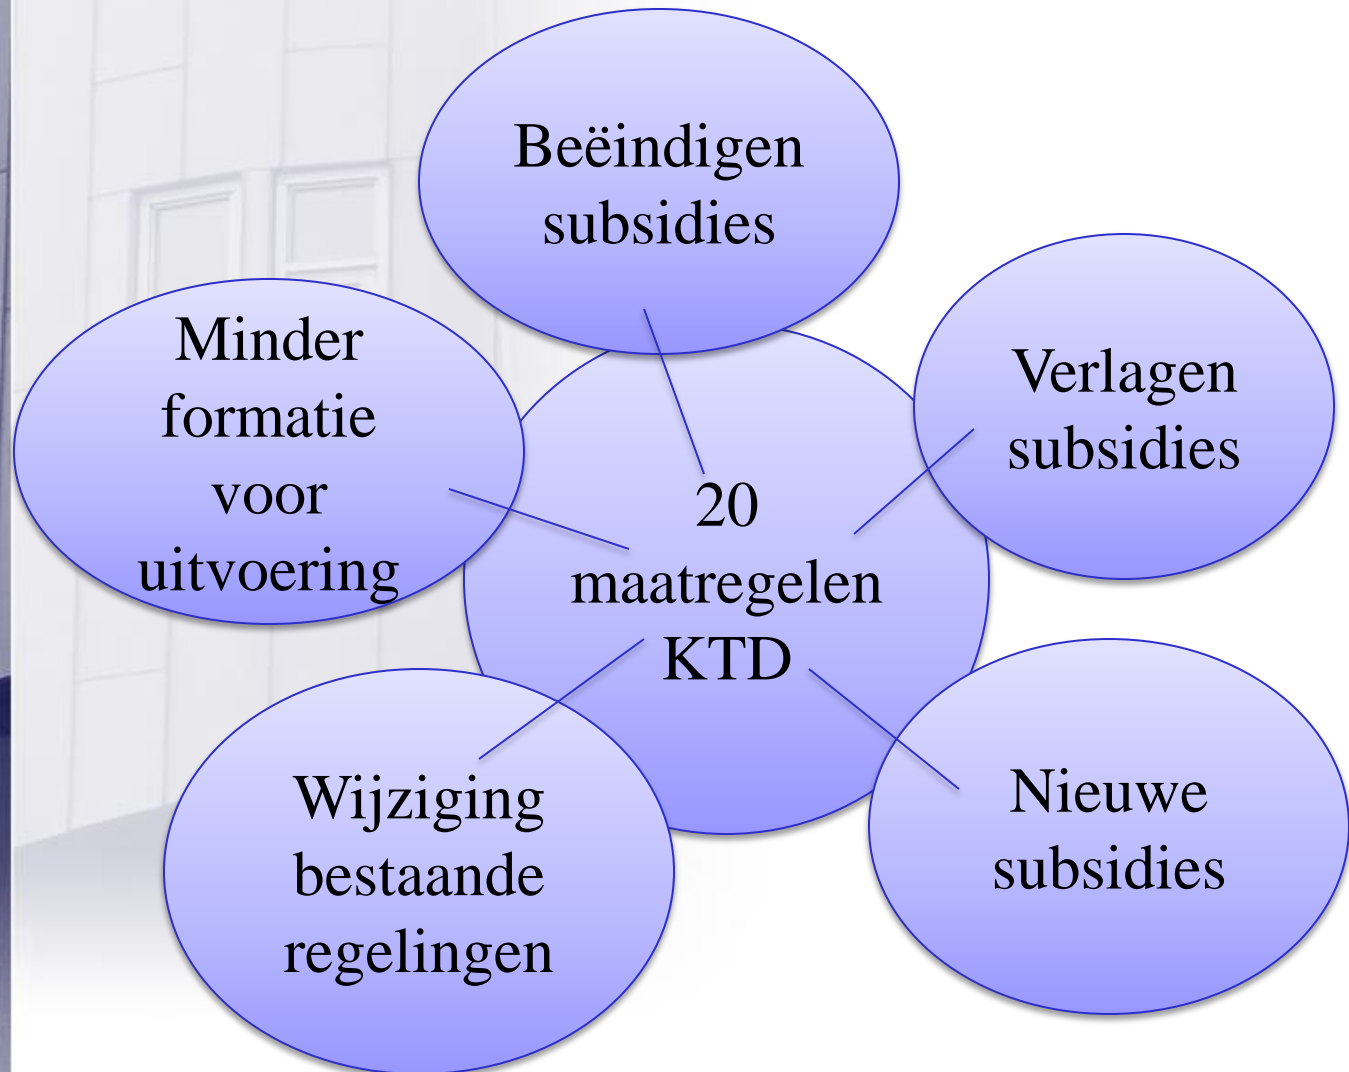 Beëindigen
subsidies
Minder
formatie
voor
uitvoering
Verlagen
subsidies
20
maatregelen
KTD
Wijziging
bestaande
regelingen
Nieuwe
subsidies